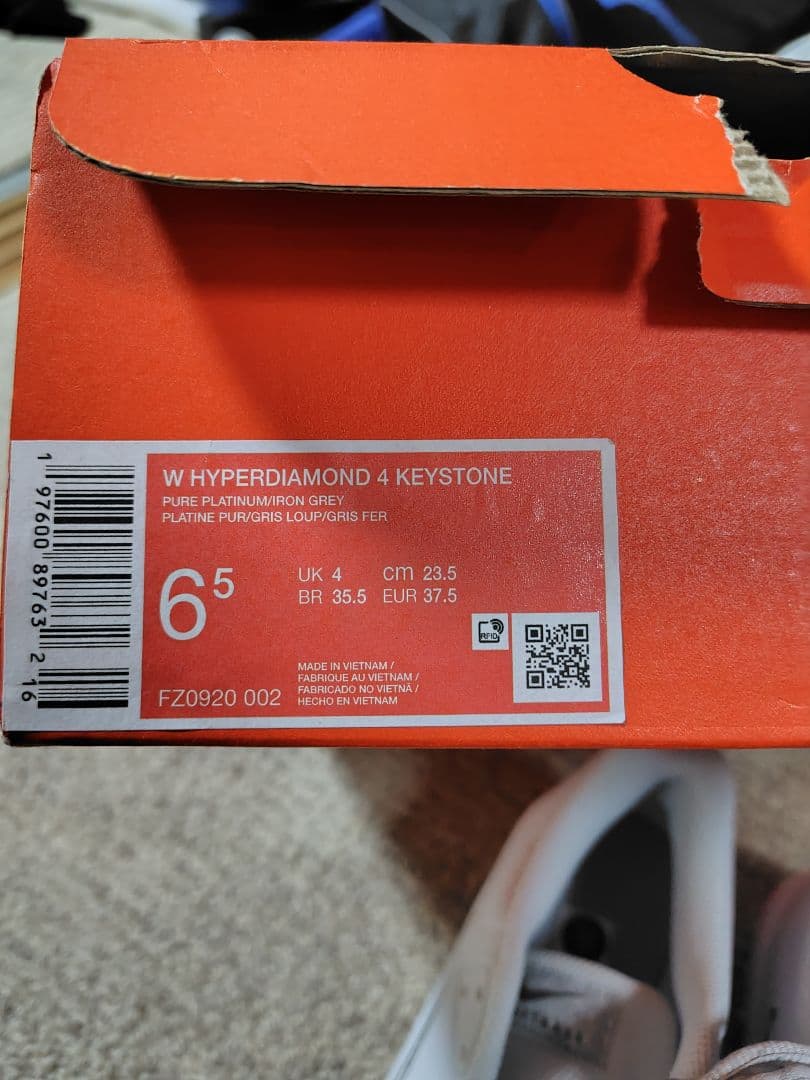 W HYPERDIAMOND 4 KEYSTONE
PURE PLATINUM/IRON GREY
PLATINE PUR/GRIS LOUP/GRIS FER
6 5
UK 4 cm 23.5
BR 35.5 EUR 37.5
RFID
MADE IN VIETNAM /
FABRIQUE AU VIETNAM /
FABRICADO NO VIETNÃ /
HECHO EN VIETNAM
FZ0920 002
1 97600 89763 2 16